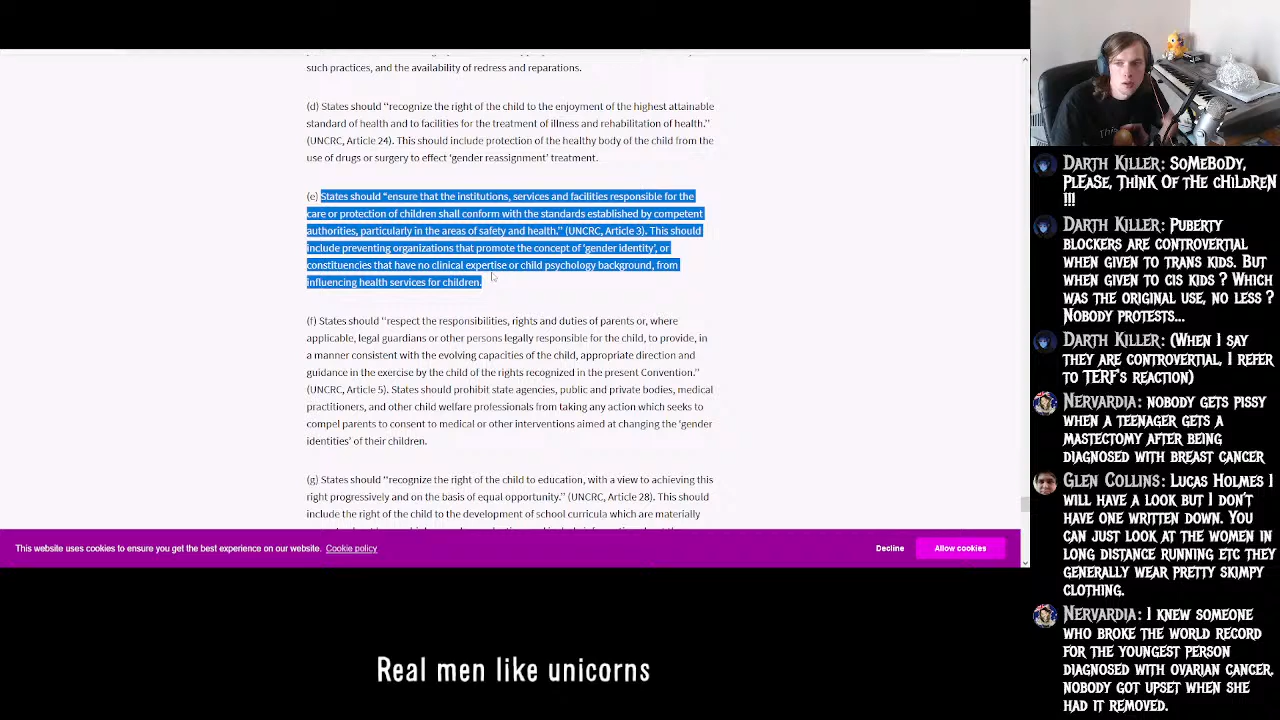 such practices, and the availability of redress and reparations.
(d) States should “recognize the right of the child to the enjoyment of the highest attainable
standard of health and to facilities for the treatment of illness and rehabilitation of health.”
(UNCRC, Article 24). This should include protection of the healthy body of the child from the
use of drugs or surgery to effect ‘gender reassignment’ treatment.
(e) States should “ensure that the institutions, services and facilities responsible for the
care or protection of children shall conform with the standards established by competent
authorities, particularly in the areas of safety and health.” (UNCRC, Article 3). This should
include preventing organizations that promote the concept of ‘gender identity’, or
constituencies that have no clinical expertise or child psychology background, from
influencing health services for children.
(f) States should “respect the responsibilities, rights and duties of parents or, where
applicable, legal guardians or other persons legally responsible for the child, to provide, in
a manner consistent with the evolving capacities of the child, appropriate direction and
guidance in the exercise by the child of the rights recognized in the present Convention.”
(UNCRC, Article 5). States should prohibit state agencies, public and private bodies, medical
practitioners, and other child welfare professionals from taking any action which seeks to
compel parents to consent to medical or other interventions aimed at changing the ‘gender
identities’ of their children.
(g) States should “recognize the right of the child to education, with a view to achieving this
right progressively and on the basis of equal opportunity.” (UNCRC, Article 28). This should
include the right of the child to the development of school curricula which are materially
This website uses cookies to ensure you get the best experience on our website. Cookie policy
Decline
Allow cookies
Real men like unicorns
Darth Killer: Somebody,
please, think of the children
!!!
Darth Killer: Puberty
blockers are controvertial
when given to trans kids. But
when given to cis kids ? Which
was the original use, no less ?
Nobody protests...
Darth Killer: (When I say
they are controvertial, I refer
to TERF's reaction)
Nervardia: nobody gets pissy
when a teenager gets a
mastectomy after being
diagnosed with breast cancer
Glen Collins: Lucas Holmes I
will have a look but I don't
have one written down. You
can just look at the women in
long distance running etc they
generally wear pretty skimpy
clothing.
Nervardia: I knew someone
who broke the world record
for the youngest person
diagnosed with ovarian cancer,
nobody got upset when she
had it removed.